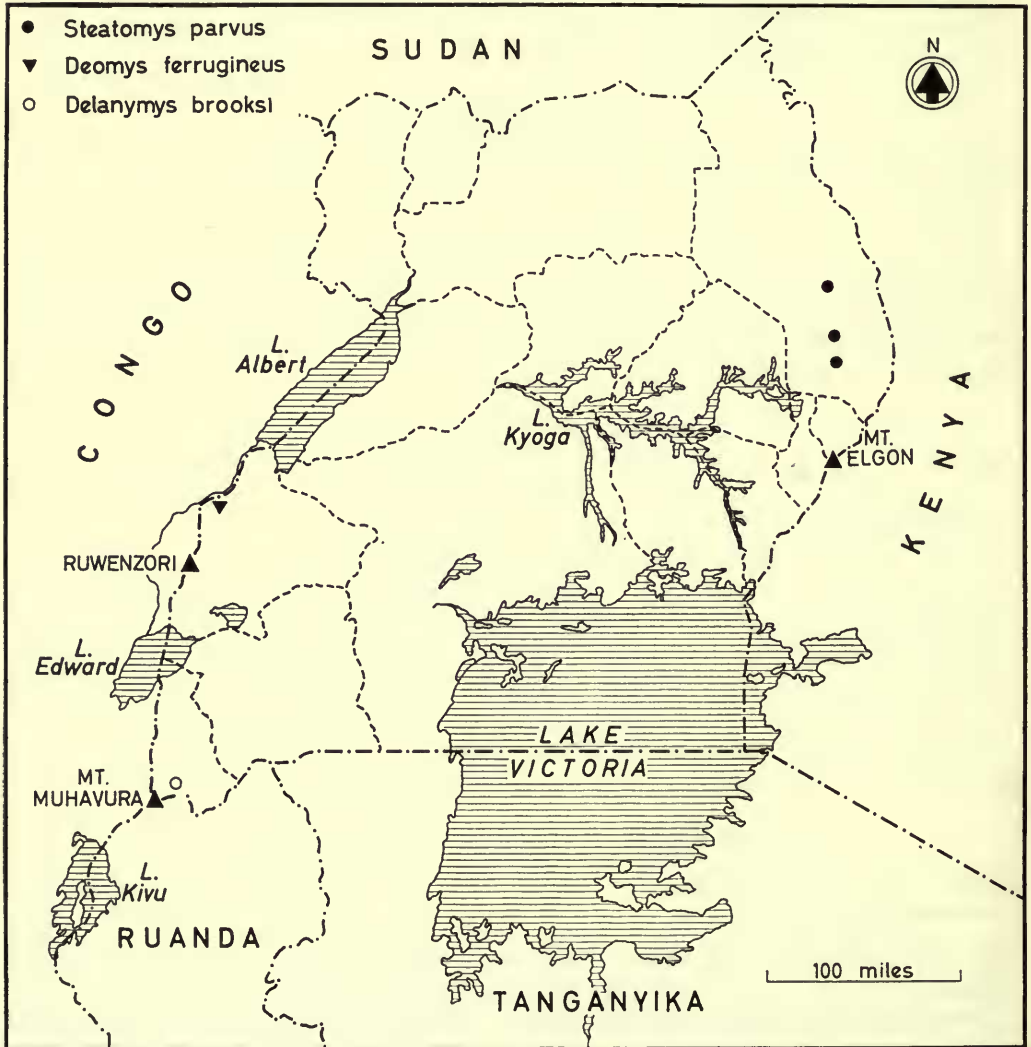 Steatomys parvus
Deomys ferrugineus
Delanymys brooksi
SUDAN
N
CONGO
L.
Albert
L.
Kyoga
MT.
ELGON
KENYA
RUWENZORI
L.
Edward
LAKE
VICTORIA
MT.
MUHAVURA
L.
Kivu
RUANDA
100 miles
TANGANYIKA